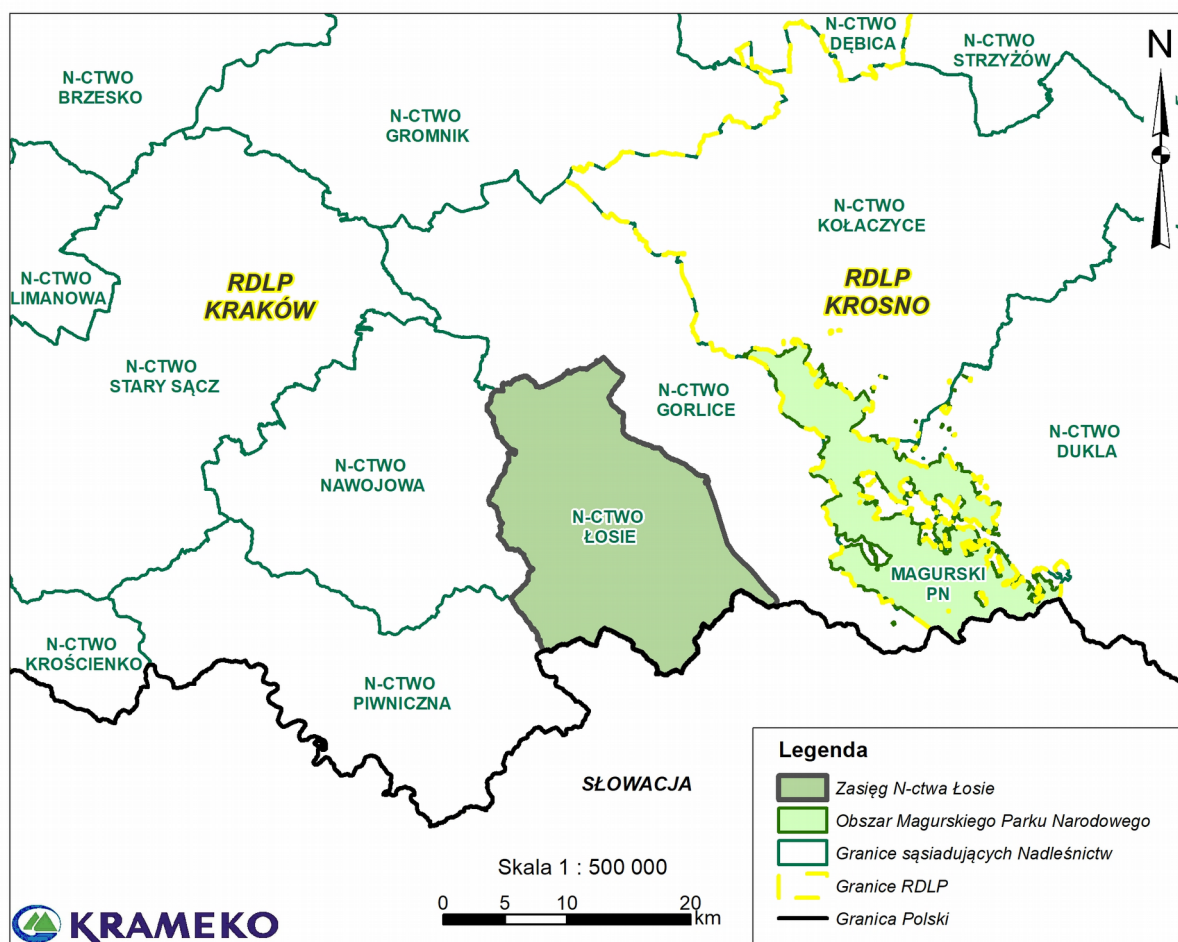 N-CTWO
DĘBICA
N-CTWO
STRZYŻÓW
N
N-CTWO
BRZESKO
N-CTWO
GROMNIK
N-CTWO
KOŁACZYCE
N-CTWO
LIMANOWA
RDLP
KRAKÓW
RDLP
KROSNO
N-CTWO
STARY SĄCZ
N-CTWO
GORLICE
N-CTWO
DUKLA
N-CTWO
NAWOJOWA
N-CTWO
ŁOSIE
MAGURSKI
PN
N-CTWO
KROŚCIENKO
N-CTWO
PIWNICZNA
SŁOWACJA
Legenda
Zasięg N-ctwa Łosie
Obszar Magurskiego Parku Narodowego
Granice sąsiadujących Nadleśnictw
Granice RDLP
Granica Polski
Skala 1 : 500 000
0 5 10 20
km
KRAMEKO